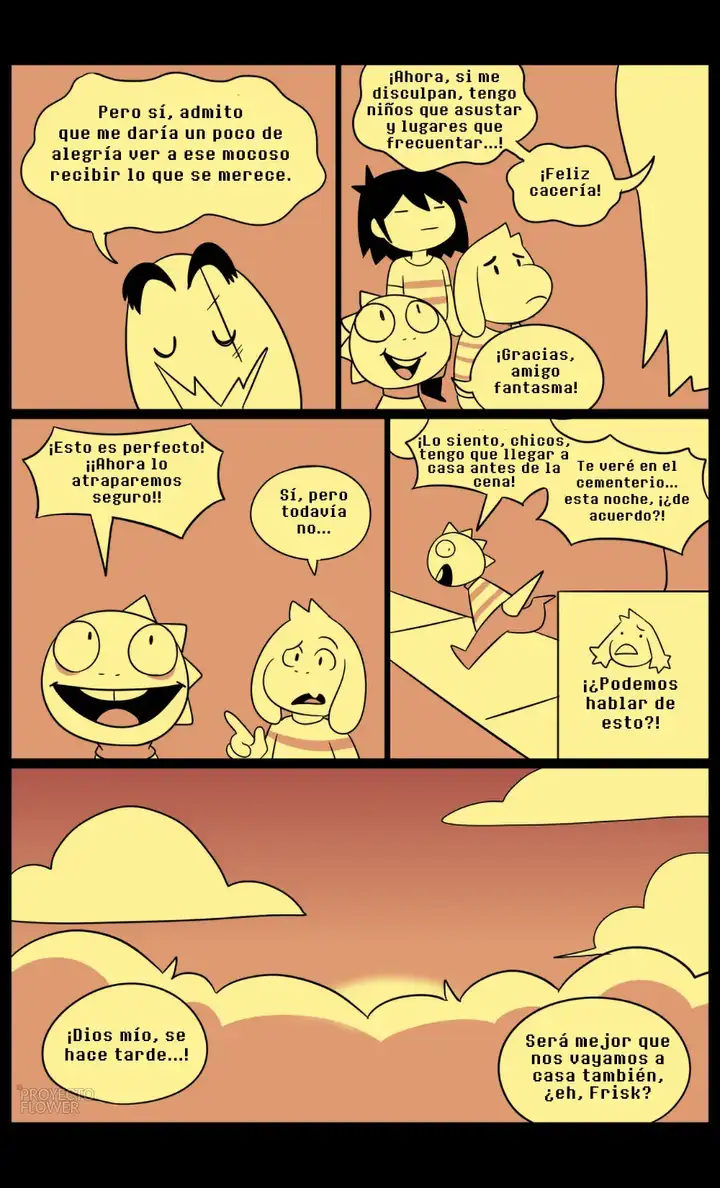 Pero sí, admito
que me daría un poco de
alegría ver a ese mocoso
recibir lo que se merece.
¡Ahora, si me
disculpan, tengo
niños que asustar
y lugares que
frecuentar...!
¡Feliz
cacería!
¡Gracias,
amigo
fantasma!
¡Esto es perfecto!
¡¡Ahora lo
atraparemos
seguro!!
Sí, pero
todavía
no...
¡Lo siento, chicos,
tengo que llegar a
casa antes de la
cena!
Te veré en el
cementerio...
esta noche, ¡¿de
acuerdo?!
¡¿Podemos
hablar de
esto?!
¡Dios mío, se
hace tarde...!
Será mejor que
nos vayamos a
casa también,
¿eh, Frisk?
PROYECTO
FLOWER